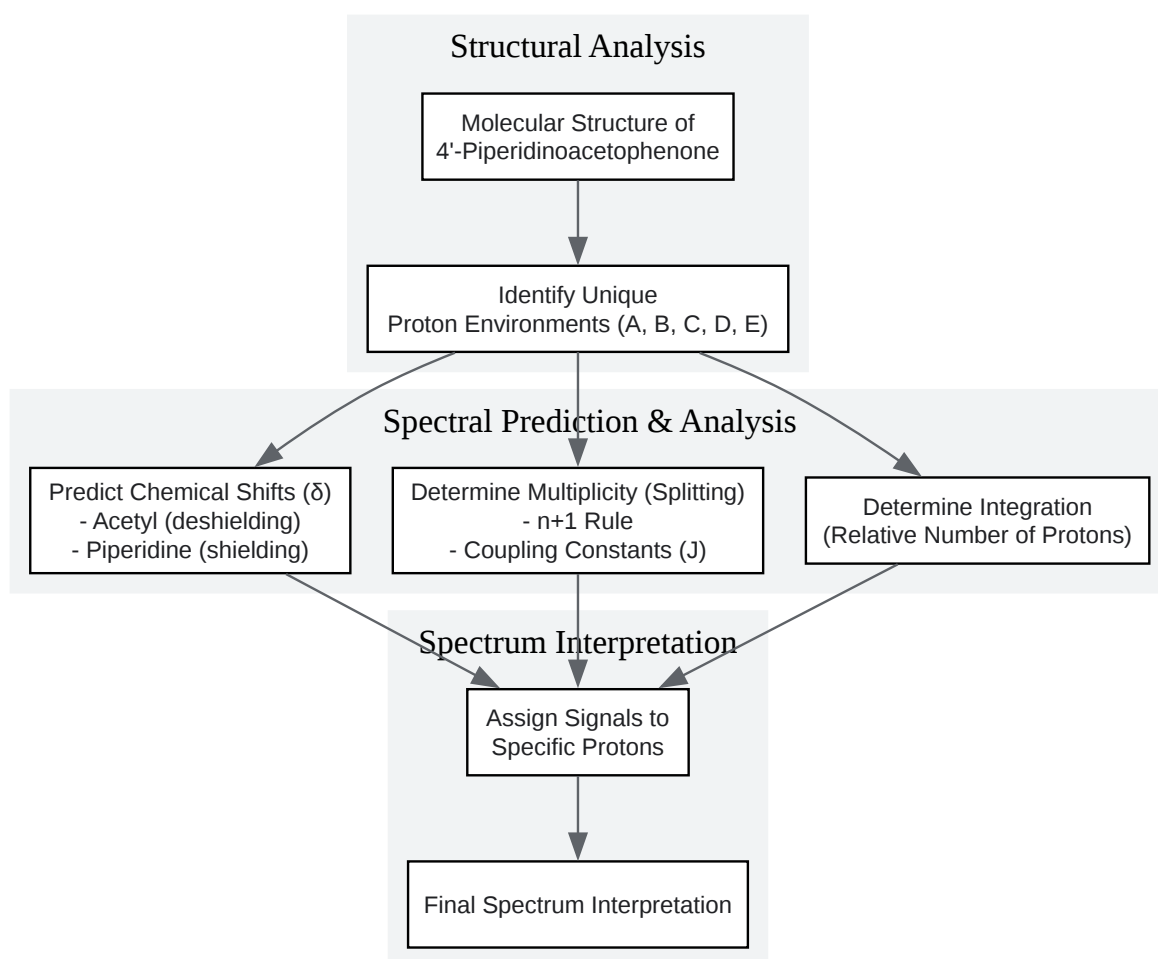 Structural Analysis
Molecular Structure of
4'-Piperidinoacetophenone
Identify Unique
Proton Environments (A, B, C, D, E)
Spectral Prediction & Analysis
Predict Chemical Shifts (δ)
- Acetyl (deshielding)
- Piperidine (shielding)
Determine Multiplicity (Splitting)
- n+1 Rule
- Coupling Constants (J)
Determine Integration
(Relative Number of Protons)
Spectrum Interpretation
Assign Signals to
Specific Protons
Final Spectrum Interpretation